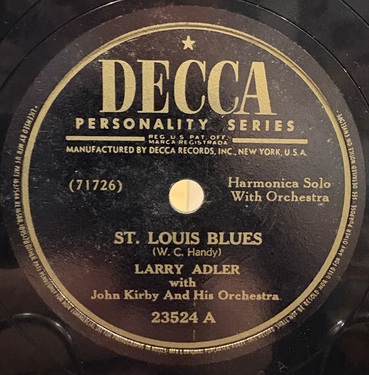 DECCA
PERSONALITY SERIES
REG. U.S. PAT. OFF.
MARCA REGISTRADA
MANUFACTURED BY DECCA RECORDS, INC., NEW YORK, U.S.A.
(71726)
Harmonica Solo
With Orchestra
ST. LOUIS BLUES
(W. C. Handy)
LARRY ADLER
with
John Kirby And His Orchestra
23524 A